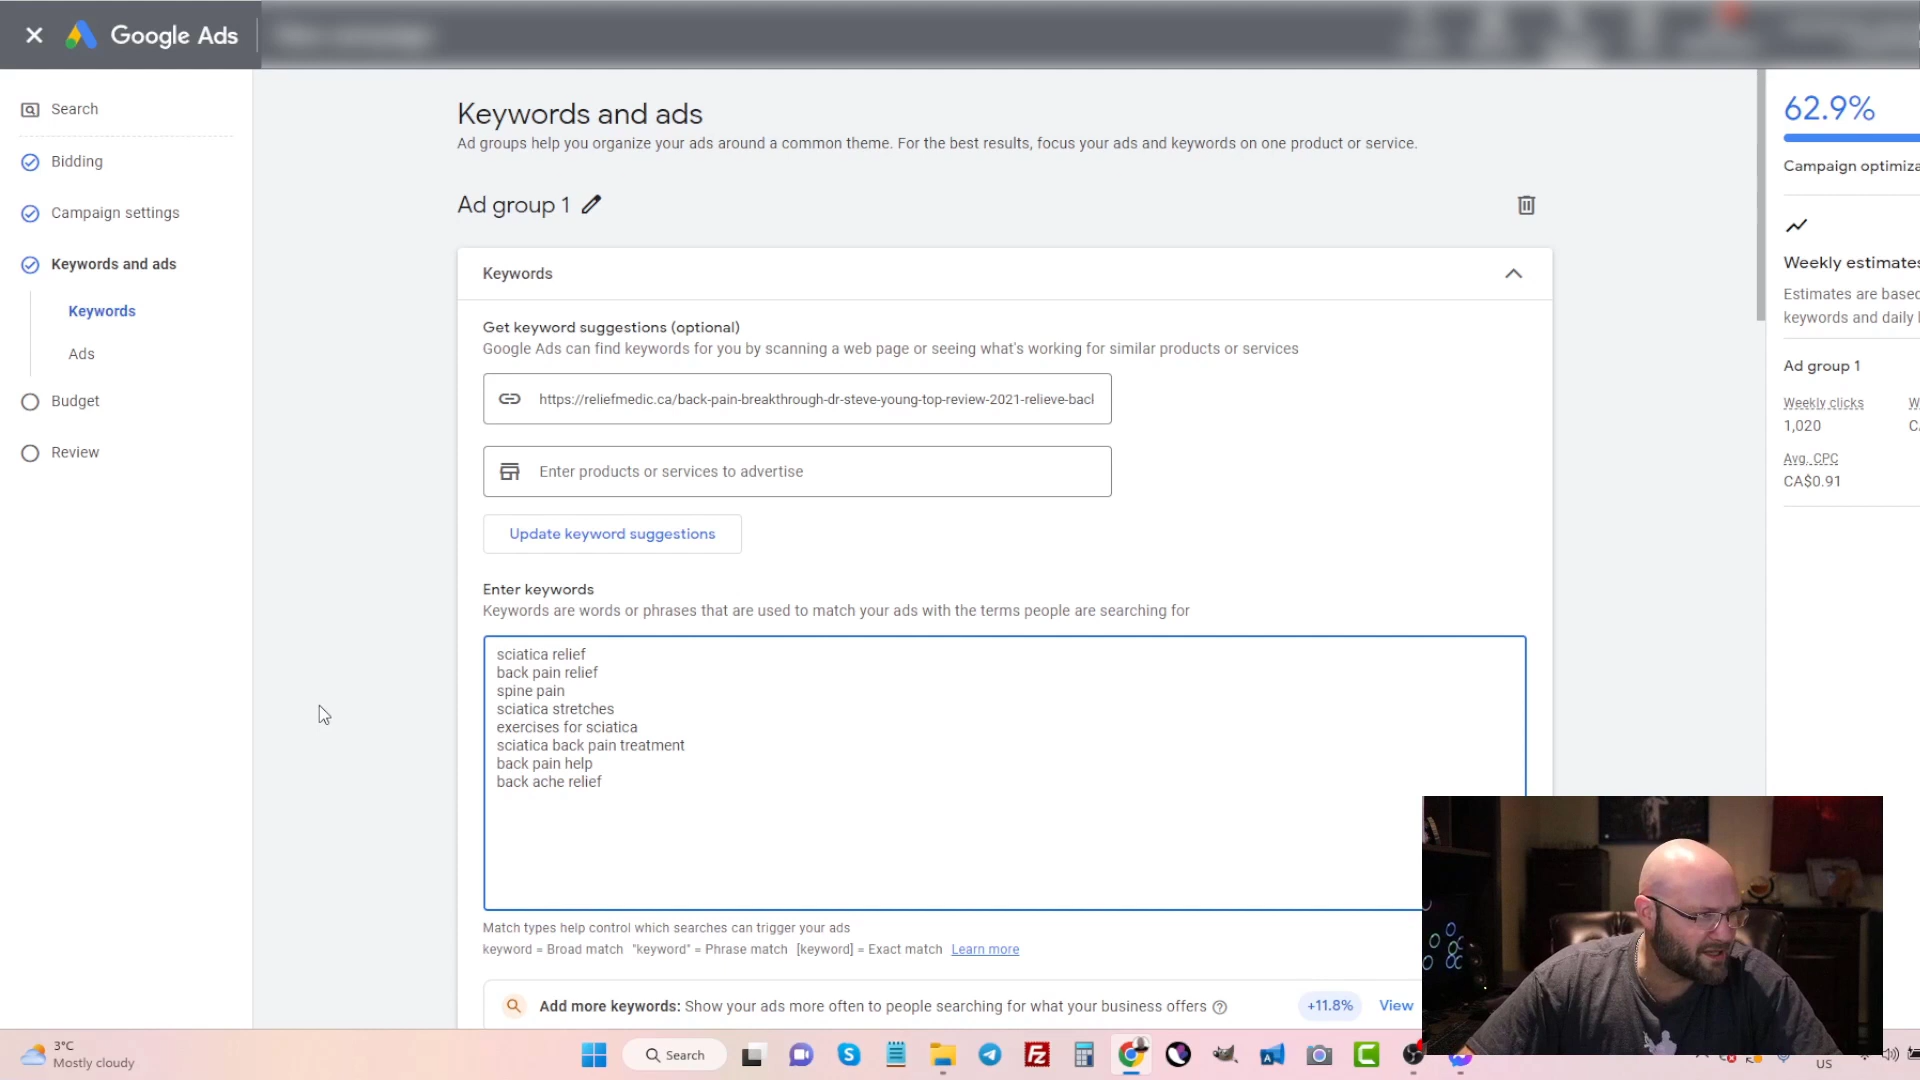 Google Ads
Search
Bidding
Campaign settings
Keywords and ads
Keywords
Ads
Budget
Review
Keywords and ads
Ad groups help you organize your ads around a common theme. For the best results, focus your ads and keywords on one product or service.
Ad group 1
Keywords
Get keyword suggestions (optional)
Google Ads can find keywords for you by scanning a web page or seeing what's working for similar products or services
https://reliefmedic.ca/back-pain-breakthrough-dr-steve-young-top-review-2021-relieve-bacl
Enter products or services to advertise
Update keyword suggestions
Enter keywords
Keywords are words or phrases that are used to match your ads with the terms people are searching for
sciatica relief
back pain relief
spine pain
sciatica stretches
exercises for sciatica
sciatica back pain treatment
back pain help
back ache relief
Match types help control which searches can trigger your ads
keyword = Broad match "keyword" = Phrase match [keyword] = Exact match Learn more
Add more keywords: Show your ads more often to people searching for what your business offers
+11.8% View
62.9%
Campaign optimiza
Weekly estimates
Estimates are based
keywords and daily
Ad group 1
Weekly clicks W
1,020 C
Avg. CPC
CA$0.91
3°C
Mostly cloudy
Search
US